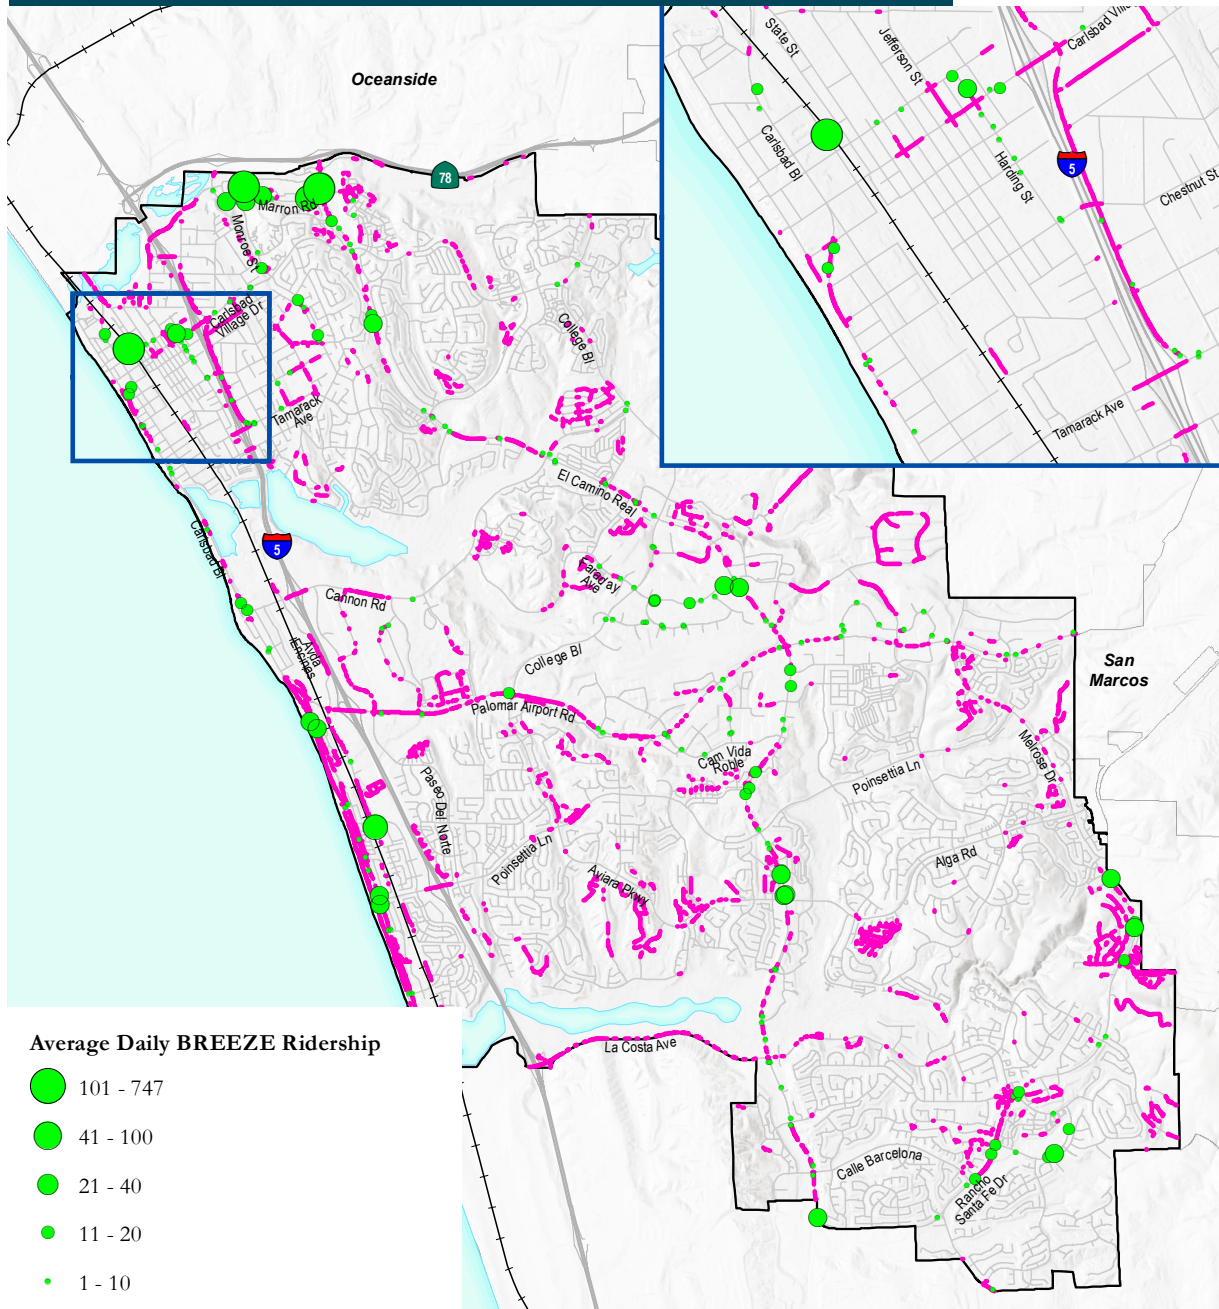 Oceanside
78
Marron Rd
Monroe St
Carlsbad
Village Dr
College Bl
Tamarack
Ave
El Camino Real
Carlsbad Bl
5
Faraday
Ave
Cannon Rd
Avda
Encinas
College Bl
San
Marcos
Palomar Airport Rd
Cam Vida
Roble
Melrose Dr
Poinsettia Ln
Paseo Del Norte
Poinsettia Ln
Alga Rd
Aviara Pkwy
La Costa Ave
Calle Barcelona
Rancho
Santa Fe Dr
State St
Jefferson St
Carlsbad Bl
Harding St
5
Chestnut St
Tamarack Ave
Average Daily BREEZE Ridership
101 - 747
41 - 100
21 - 40
11 - 20
1 - 10